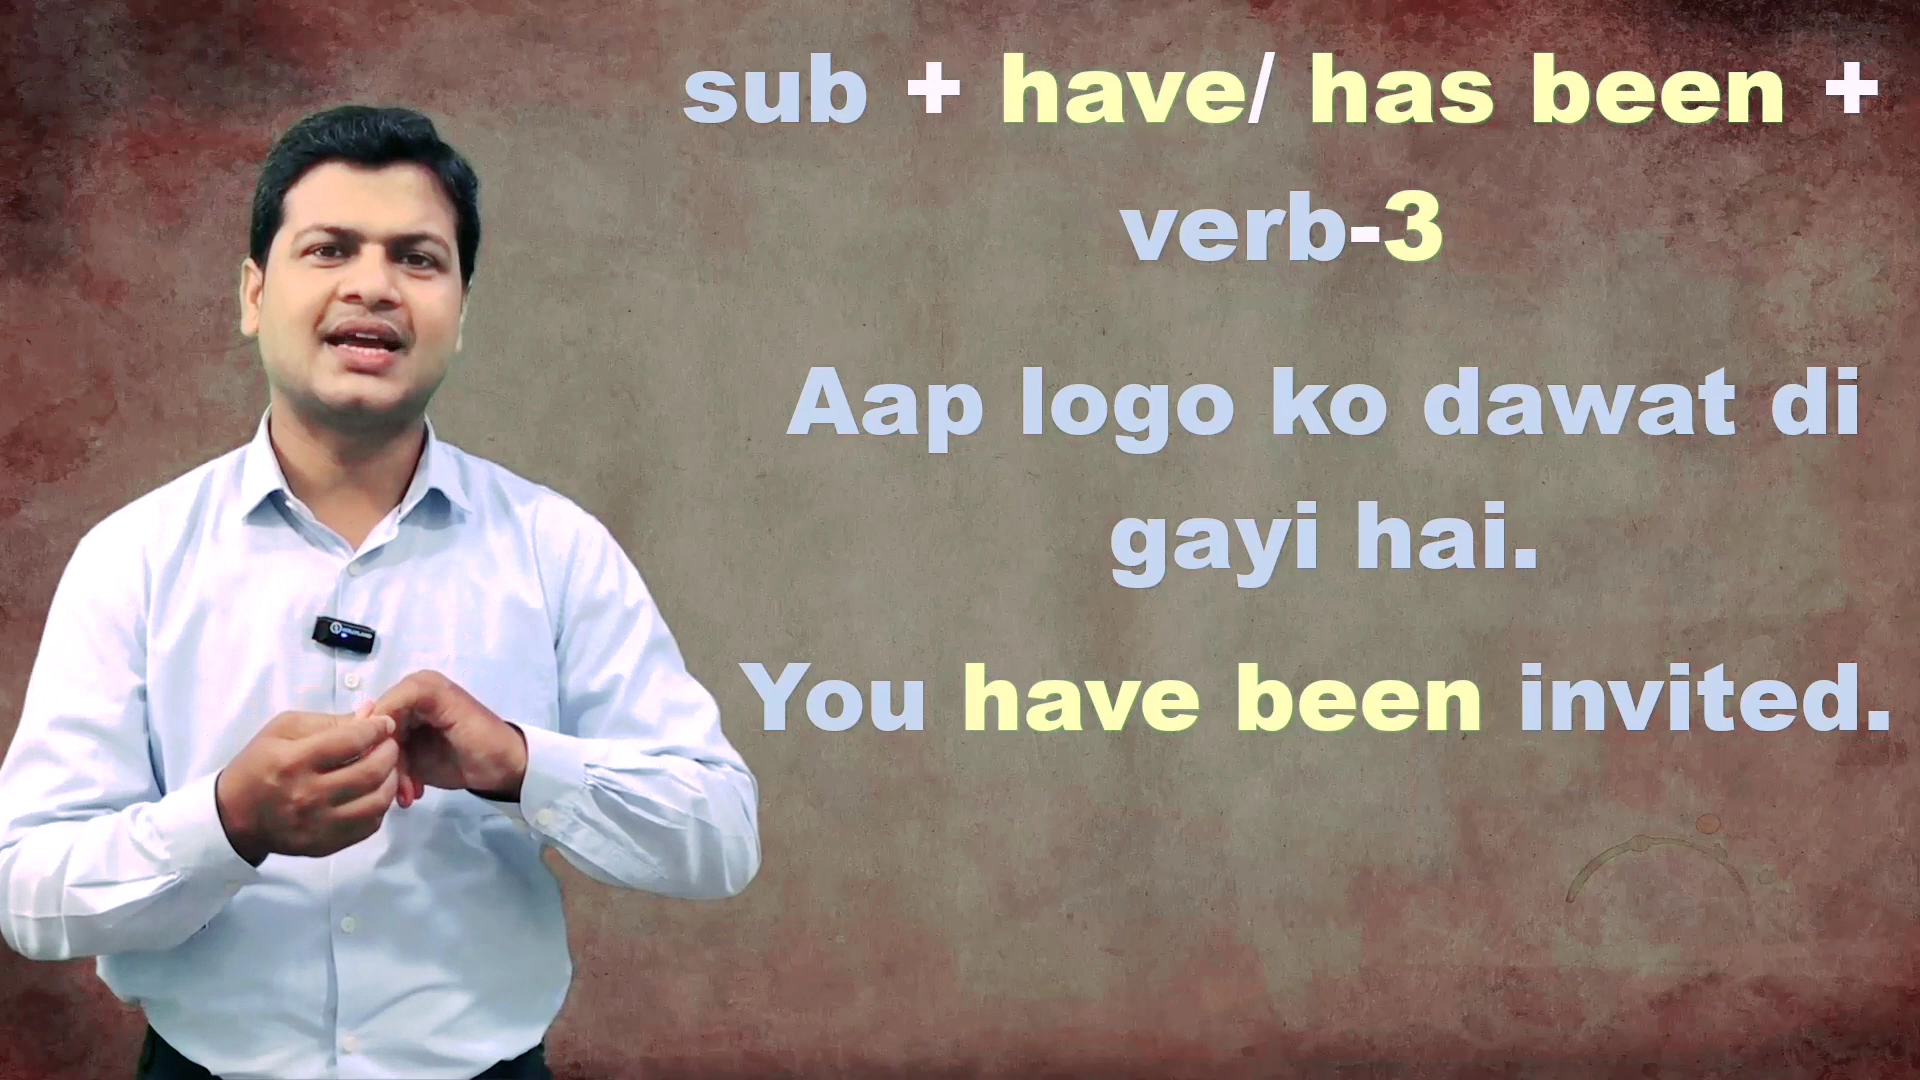 sub + have/ has been +
verb-3
Aap logo ko dawat di
gayi hai.
You have been invited.